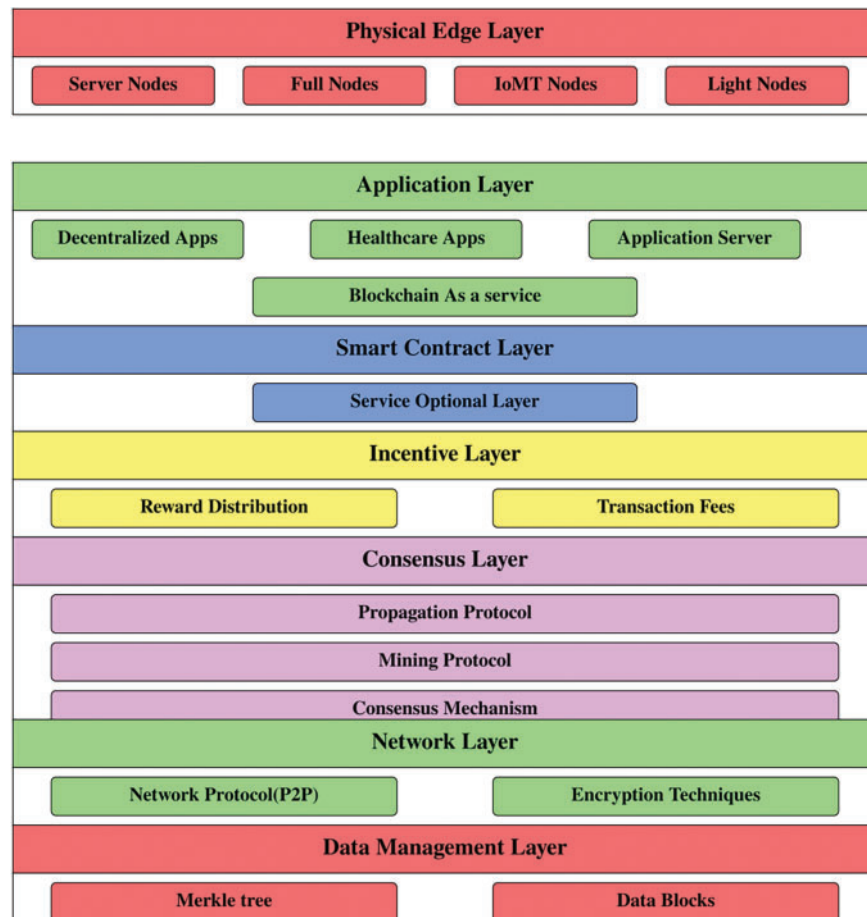 Physical Edge Layer
Server Nodes Full Nodes IoMT Nodes Light Nodes
Application Layer
Decentralized Apps Healthcare Apps Application Server
Blockchain As a service
Smart Contract Layer
Service Optional Layer
Incentive Layer
Reward Distribution Transaction Fees
Consensus Layer
Propagation Protocol
Mining Protocol
Consensus Mechanism
Network Layer
Network Protocol(P2P) Encryption Techniques
Data Management Layer
Merkle tree Data Blocks